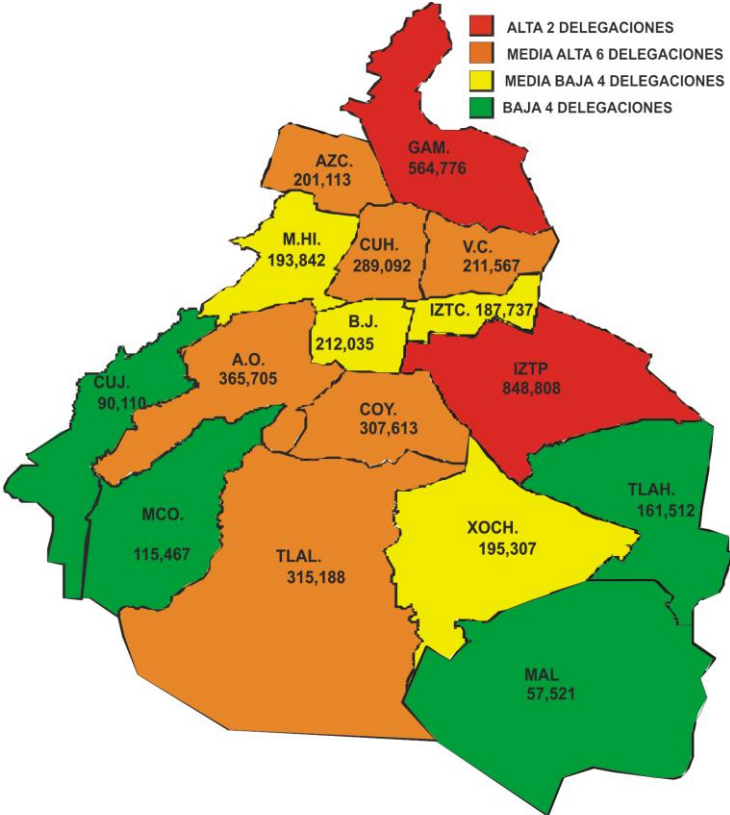 ALTA 2 DELEGACIONES
MEDIA ALTA 6 DELEGACIONES
MEDIA BAJA 4 DELEGACIONES
BAJA 4 DELEGACIONES
GAM.
564,776
AZC.
201,113
M.HI.
193,842
CUH.
289,092
V.C.
211,567
IZTC. 187,737
B.J.
212,035
A.O.
365,705
IZTP
848,808
CUJ.
90,110
COY.
307,613
TLAH.
161,512
MCO.
115,467
XOCH.
195,307
TLAL.
315,188
MAL
57,521